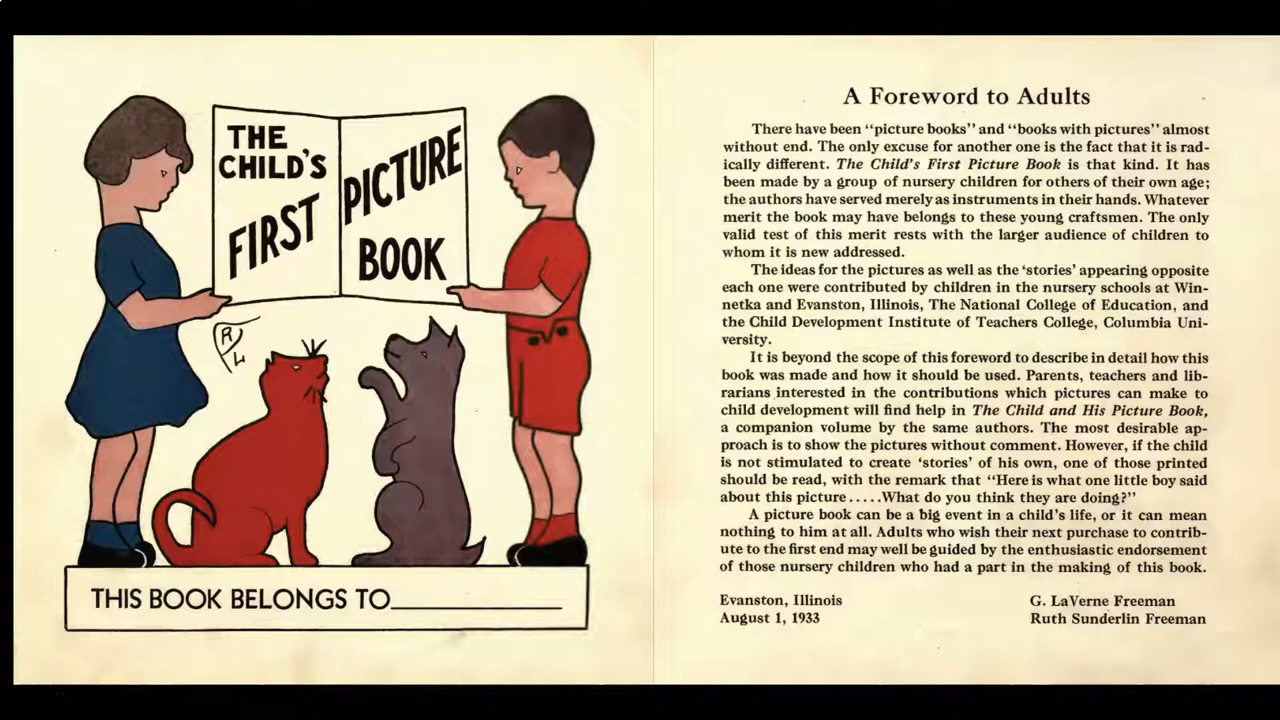 THE
CHILD'S
FIRST
PICTURE
BOOK
R
L
THIS BOOK BELONGS TO
A Foreword to Adults
There have been "picture books" and "books with pictures" almost
without end. The only excuse for another one is the fact that it is rad-
ically different. The Child's First Picture Book is that kind. It has
been made by a group of nursery children for others of their own age;
the authors have served merely as instruments in their hands. Whatever
merit the book may have belongs to these young craftsmen. The only
valid test of this merit rests with the larger audience of children to
whom it is new addressed.
The ideas for the pictures as well as the 'stories' appearing opposite
each one were contributed by children in the nursery schools at Win-
netka and Evanston, Illinois, The National College of Education, and
the Child Development Institute of Teachers College, Columbia Uni-
versity.
It is beyond the scope of this foreword to describe in detail how this
book was made and how it should be used. Parents, teachers and lib-
rarians interested in the contributions which pictures can make to
child development will find help in The Child and His Picture Book,
a companion volume by the same authors. The most desirable ap-
proach is to show the pictures without comment. However, if the child
is not stimulated to create 'stories' of his own, one of those printed
should be read, with the remark that "Here is what one little boy said
about this picture.....What do you think they are doing?"
A picture book can be a big event in a child's life, or it can mean
nothing to him at all. Adults who wish their next purchase to contrib-
ute to the first end may well be guided by the enthusiastic endorsement
of those nursery children who had a part in the making of this book.
Evanston, Illinois
August 1, 1933
G. LaVerne Freeman
Ruth Sunderlin Freeman